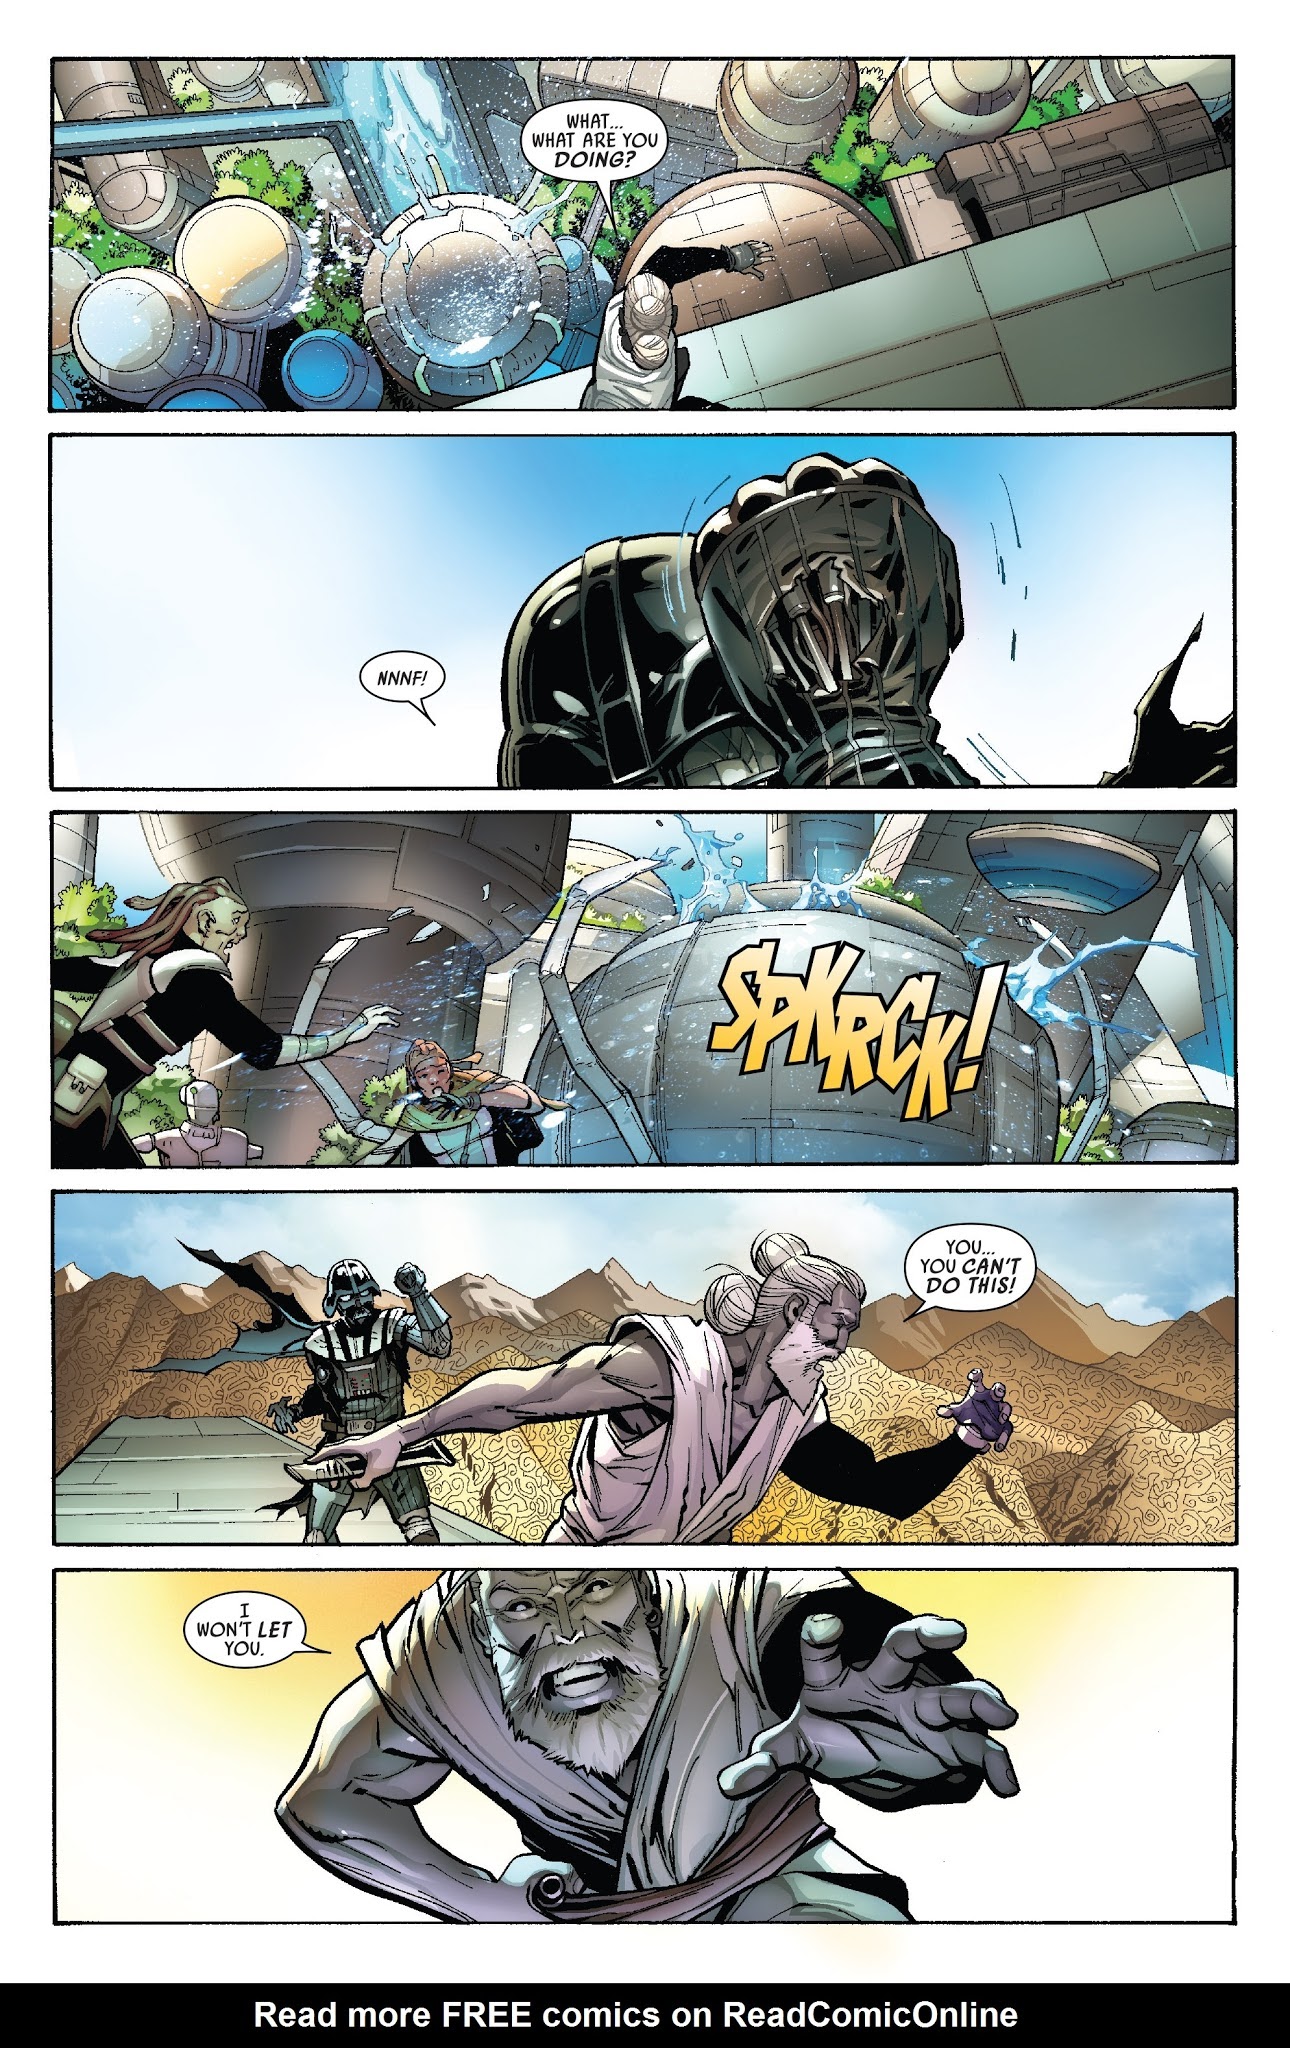 WHAT...
WHAT ARE YOU
DOING?
NNNF!
SPKRCK!
YOU...
YOU CAN'T
DO THIS!
I
WON'T LET
YOU.
Read more FREE comics on ReadComicOnline